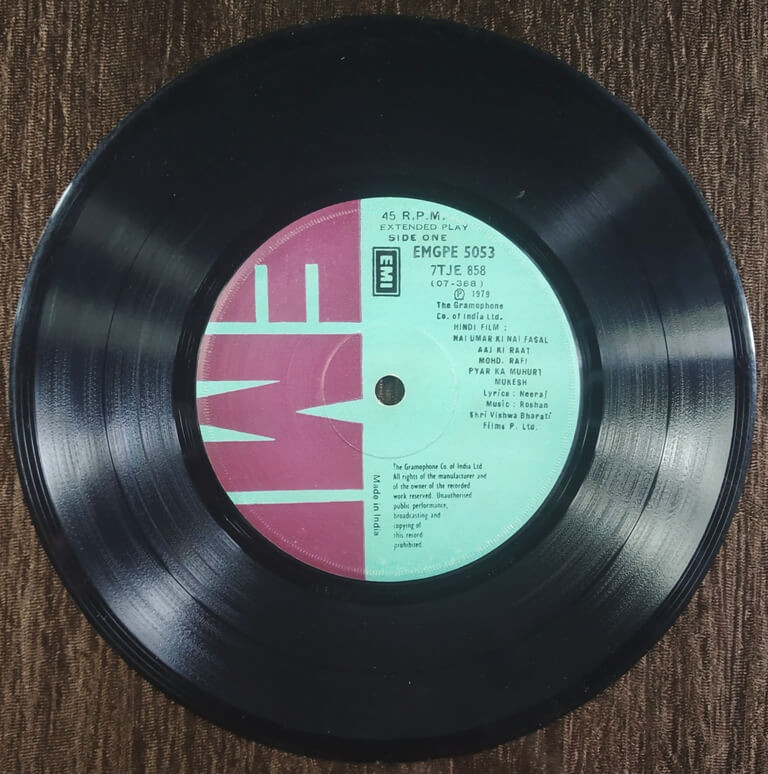 45 R.P.M.
EXTENDED PLAY
SIDE ONE
EMI
EMGPE 5053
7TJE 858
(07-388)
Ⓟ 1979
The Gramophone
Co. of India Ltd.
HINDI FILM :
NAI UMAR KI NAI FASAL
AAJ KI RAAT
MOHD. RAFI
PYAR KA MUHURT
MUKESH
Lyrics : Neeraj
Music : Roshan
Shri Vishwa Bharati
Films P. Ltd.
The Gramophone Co. of India Ltd
All rights of the manufacturer and
of the owner of the recorded
work reserved. Unauthorised
public performance,
broadcasting and
copying of
this record
prohibited.
Made in India
EMI